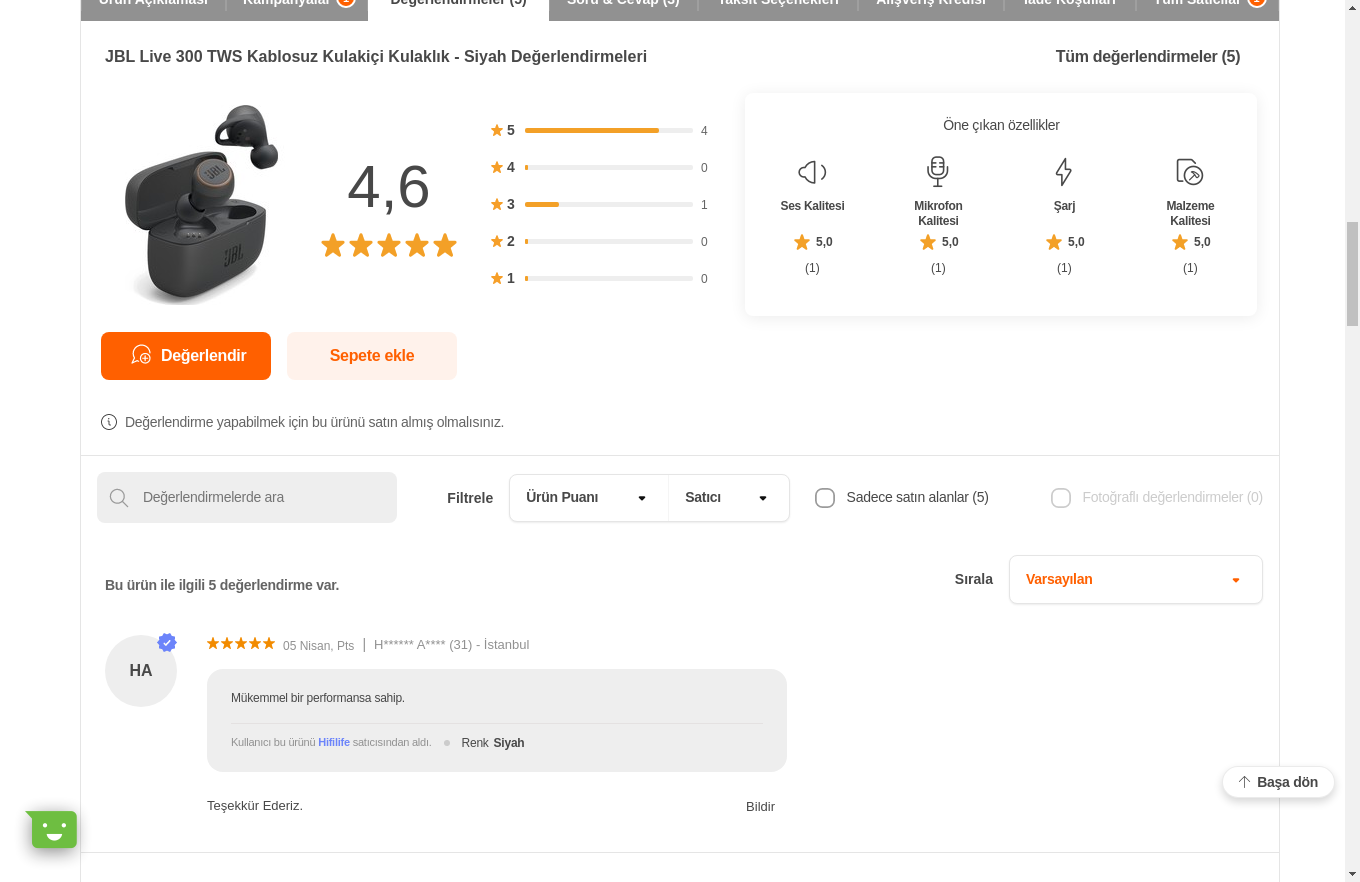 Ürün Açıklaması
Kampanyalar 1
Değerlendirmeler (5)
Soru & Cevap (3)
Taksit Seçenekleri
Alışveriş Kredisi
İade Koşulları
Tüm Satıcılar
JBL Live 300 TWS Kablosuz Kulakiçi Kulaklık - Siyah Değerlendirmeleri
Tüm değerlendirmeler (5)
JBL
JBL
4,6
5 4
4 0
3 1
2 0
1 0
Öne çıkan özellikler
Ses Kalitesi
5,0
(1)
Mikrofon
Kalitesi
5,0
(1)
Şarj
5,0
(1)
Malzeme
Kalitesi
5,0
(1)
Değerlendir
Sepete ekle
Değerlendirme yapabilmek için bu ürünü satın almış olmalısınız.
Değerlendirmelerde ara
Filtrele
Ürün Puanı
Satıcı
Sadece satın alanlar (5)
Fotoğraflı değerlendirmeler (0)
Bu ürün ile ilgili 5 değerlendirme var.
Sırala
Varsayılan
HA
05 Nisan, Pts | H****** A**** (31) - İstanbul
Mükemmel bir performansa sahip.
Kullanıcı bu ürünü Hifilife satıcısından aldı. Renk Siyah
Teşekkür Ederiz.
Bildir
Başa dön